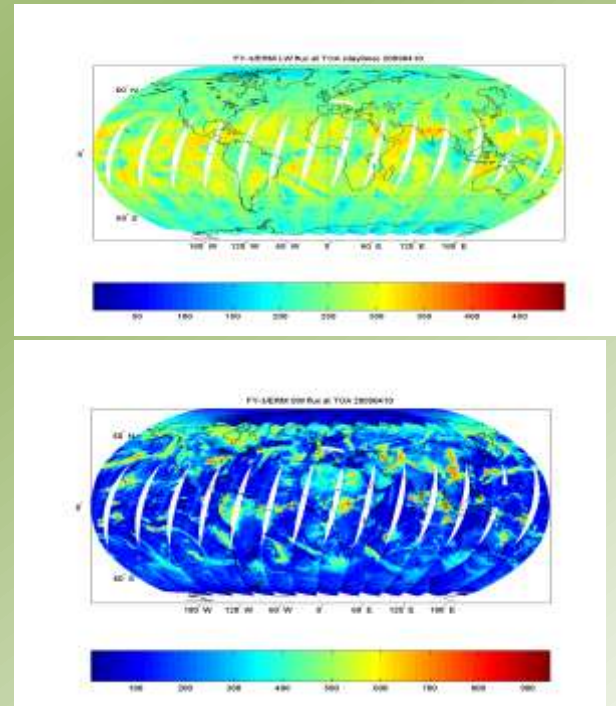 FY-3/ERM LW flux at TOA (daytime) 20090410
60° N
0°
60° S
180° W 120° W 60° W 0° 60° E 120° E 180° E
50 100 150 200 250 300 350 400 450
FY-3/ERM SW flux at TOA 20090410
60° N
0°
60° S
180° W 120° W 60° W 0° 60° E 120° E 180° E
100 200 300 400 500 600 700 800 900